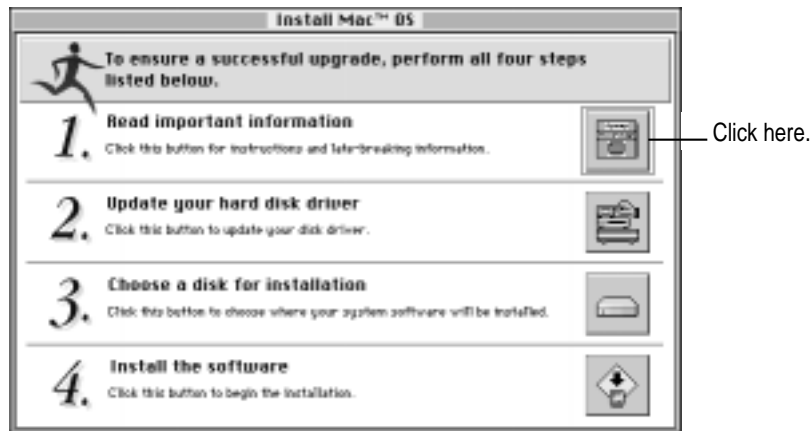 Install Mac™ OS
To ensure a successful upgrade, perform all four steps
listed below.
1. Read important information
Click this button for instructions and late-breaking information.
Click here.
2. Update your hard disk driver
Click this button to update your disk driver.
3. Choose a disk for installation
Click this button to choose where your system software will be installed.
4. Install the software
Click this button to begin the installation.